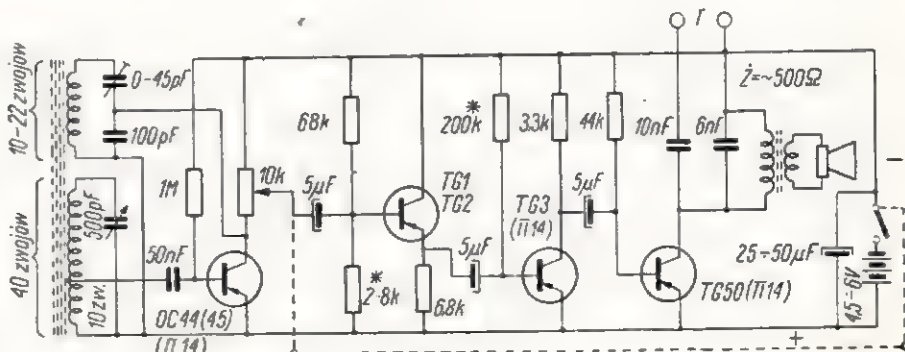 T
10-22 zwojów
0-45pF
100pF
40 zwojów
500pF
10 zw.
50nF
1M
10k
OC44(45)
(П14)
5µF
68k
*
2·8k
TG1
TG2
5µF
6,8k
*
200k
3.3k
TG3
(П14)
5µF
44k
10nF
6nF
Ż=~500Ω
TG50(П14)
25÷50µF
4,5÷6V
-
+